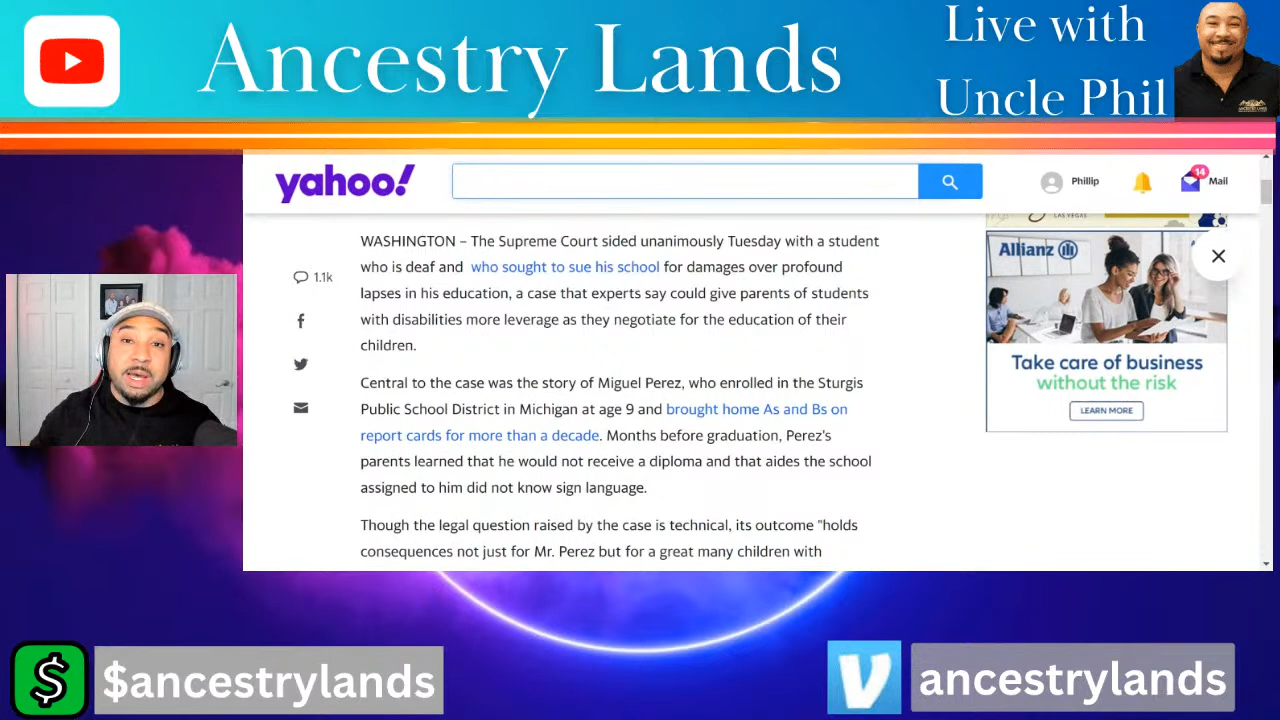 Ancestry Lands
Live with
Uncle Phil
yahoo!
Phillip
14
Mail
LAS VEGAS
WASHINGTON – The Supreme Court sided unanimously Tuesday with a student
who is deaf and who sought to sue his school for damages over profound
lapses in his education, a case that experts say could give parents of students
with disabilities more leverage as they negotiate for the education of their
children.
1.1k
Central to the case was the story of Miguel Perez, who enrolled in the Sturgis
Public School District in Michigan at age 9 and brought home As and Bs on
report cards for more than a decade. Months before graduation, Perez's
parents learned that he would not receive a diploma and that aides the school
assigned to him did not know sign language.
Though the legal question raised by the case is technical, its outcome "holds
consequences not just for Mr. Perez but for a great many children with
Allianz
Take care of business
without the risk
LEARN MORE
$ancestrylands
ancestrylands